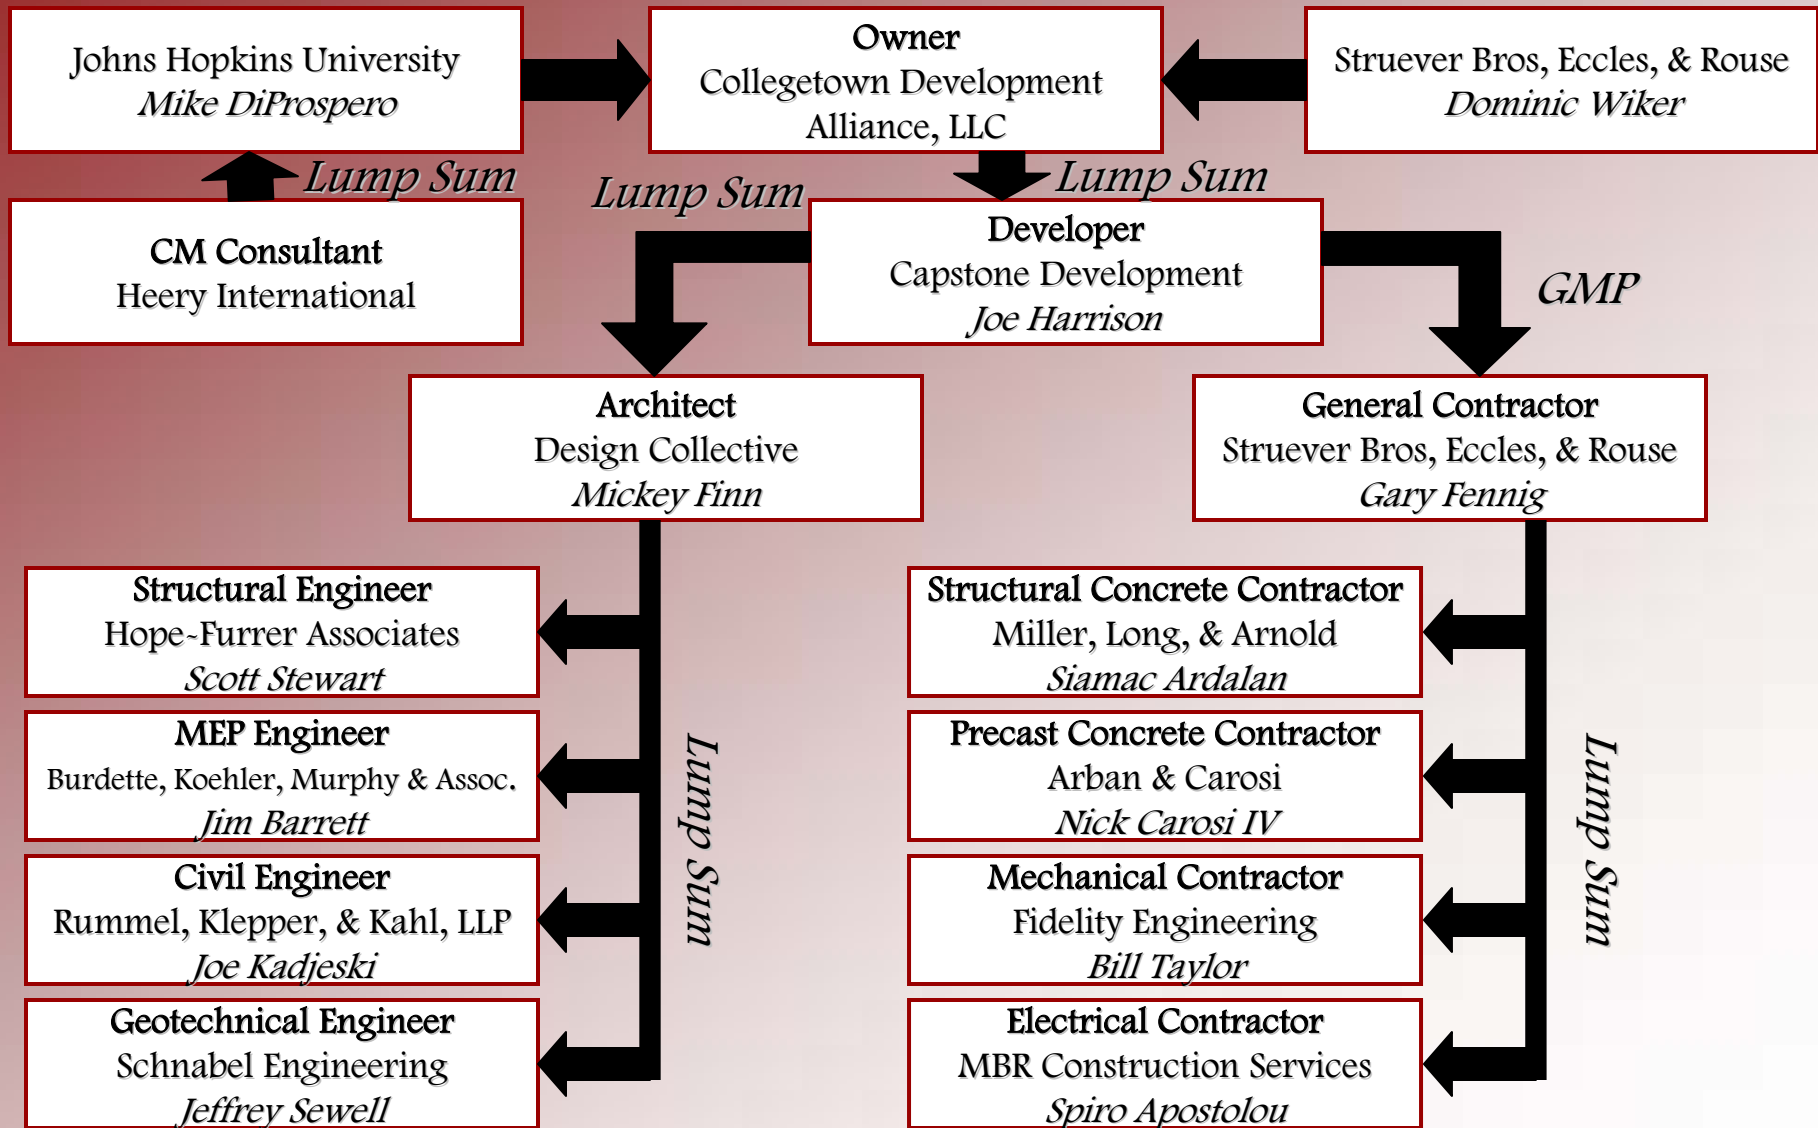 Johns Hopkins University
Mike DiProspero
Owner
Collegetown Development
Alliance, LLC
Struever Bros, Eccles, & Rouse
Dominic Wiker
Lump Sum
Lump Sum
Lump Sum
CM Consultant
Heery International
Developer
Capstone Development
Joe Harrison
GMP
Architect
Design Collective
Mickey Finn
General Contractor
Struever Bros, Eccles, & Rouse
Gary Fennig
Structural Engineer
Hope-Furrer Associates
Scott Stewart
MEP Engineer
Burdette, Koehler, Murphy & Assoc.
Jim Barrett
Civil Engineer
Rummel, Klepper, & Kahl, LLP
Joe Kadjeski
Geotechnical Engineer
Schnabel Engineering
Jeffrey Sewell
Lump Sum
Structural Concrete Contractor
Miller, Long, & Arnold
Siamac Ardalan
Precast Concrete Contractor
Arban & Carosi
Nick Carosi IV
Mechanical Contractor
Fidelity Engineering
Bill Taylor
Electrical Contractor
MBR Construction Services
Spiro Apostolou
Lump Sum